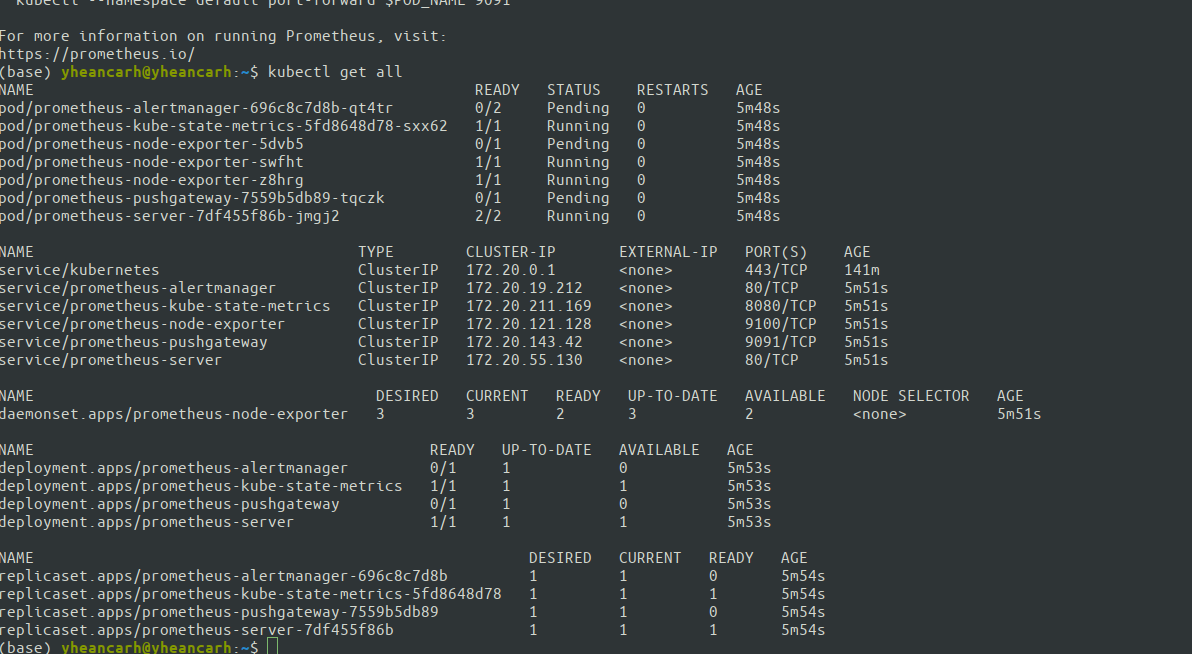 kubectl --namespace default port-forward $POD_NAME 9091
For more information on running Prometheus, visit:
https://prometheus.io/
(base) yheancarh@yheancarh:~$ kubectl get all
NAME READY STATUS RESTARTS AGE
pod/prometheus-alertmanager-696c8c7d8b-qt4tr 0/2 Pending 0 5m48s
pod/prometheus-kube-state-metrics-5fd8648d78-sxx62 1/1 Running 0 5m48s
pod/prometheus-node-exporter-5dvb5 0/1 Pending 0 5m48s
pod/prometheus-node-exporter-swfht 1/1 Running 0 5m48s
pod/prometheus-node-exporter-z8hrg 1/1 Running 0 5m48s
pod/prometheus-pushgateway-7559b5db89-tqczk 0/1 Pending 0 5m48s
pod/prometheus-server-7df455f86b-jmgj2 2/2 Running 0 5m48s
NAME TYPE CLUSTER-IP EXTERNAL-IP PORT(S) AGE
service/kubernetes ClusterIP 172.20.0.1 <none> 443/TCP 141m
service/prometheus-alertmanager ClusterIP 172.20.19.212 <none> 80/TCP 5m51s
service/prometheus-kube-state-metrics ClusterIP 172.20.211.169 <none> 8080/TCP 5m51s
service/prometheus-node-exporter ClusterIP 172.20.121.128 <none> 9100/TCP 5m51s
service/prometheus-pushgateway ClusterIP 172.20.143.42 <none> 9091/TCP 5m51s
service/prometheus-server ClusterIP 172.20.55.130 <none> 80/TCP 5m51s
NAME DESIRED CURRENT READY UP-TO-DATE AVAILABLE NODE SELECTOR AGE
daemonset.apps/prometheus-node-exporter 3 3 2 3 2 <none> 5m51s
NAME READY UP-TO-DATE AVAILABLE AGE
deployment.apps/prometheus-alertmanager 0/1 1 0 5m53s
deployment.apps/prometheus-kube-state-metrics 1/1 1 1 5m53s
deployment.apps/prometheus-pushgateway 0/1 1 0 5m53s
deployment.apps/prometheus-server 1/1 1 1 5m53s
NAME DESIRED CURRENT READY AGE
replicaset.apps/prometheus-alertmanager-696c8c7d8b 1 1 0 5m54s
replicaset.apps/prometheus-kube-state-metrics-5fd8648d78 1 1 1 5m54s
replicaset.apps/prometheus-pushgateway-7559b5db89 1 1 0 5m54s
replicaset.apps/prometheus-server-7df455f86b 1 1 1 5m54s
(base) yheancarh@yheancarh:~$